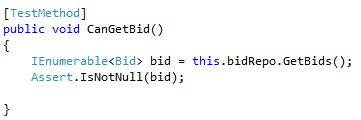 [TestMethod]
public void CanGetBid()
{
    IEnumerable<Bid> bid = this.bidRepo.GetBids();
    Assert.IsNotNull(bid);
}